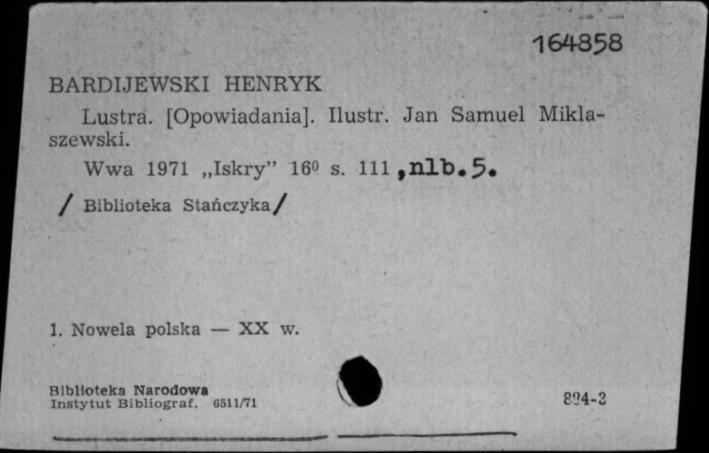 164858
BARDIJEWSKI HENRYK
Lustra. [Opowiadania]. Ilustr. Jan Samuel Mikla-
szewski.
Wwa 1971 „Iskry” 16⁰ s. 111 ,nlb.5.
/ Biblioteka Stańczyka/
1. Nowela polska — XX w.
Biblioteka Narodowa
Instytut Bibliograf. 6511/71
894-3